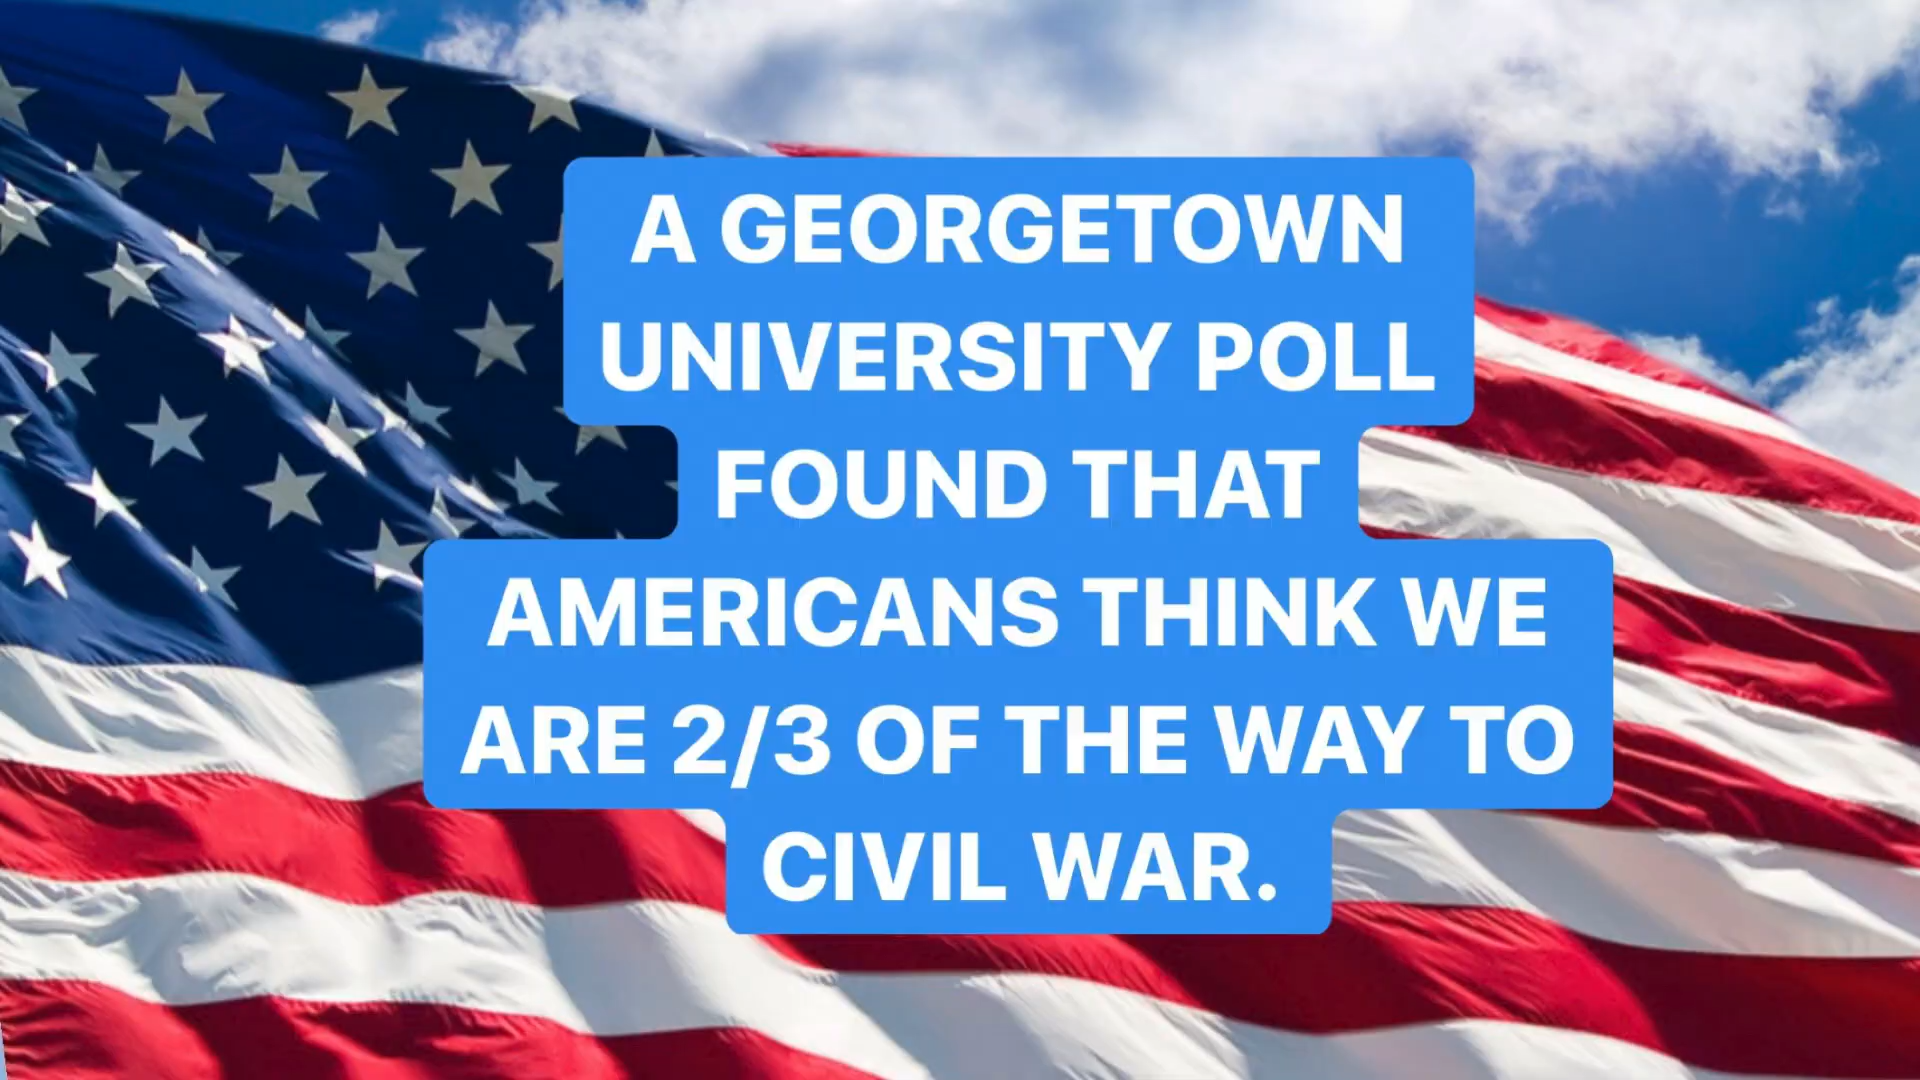 A GEORGETOWN
UNIVERSITY POLL
FOUND THAT
AMERICANS THINK WE
ARE 2/3 OF THE WAY TO
CIVIL WAR.